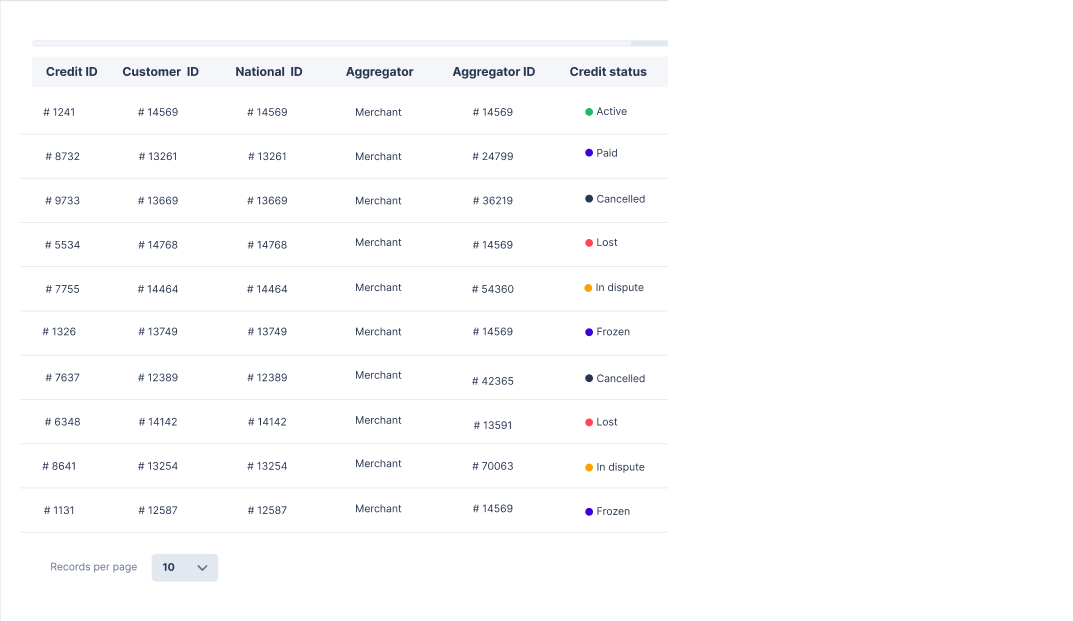 Credit ID Customer ID National ID Aggregator Aggregator ID Credit status
# 1241 # 14569 # 14569 Merchant # 14569 Active
# 8732 # 13261 # 13261 Merchant # 24799 Paid
# 9733 # 13669 # 13669 Merchant # 36219 Cancelled
# 5534 # 14768 # 14768 Merchant # 14569 Lost
# 7755 # 14464 # 14464 Merchant # 54360 In dispute
# 1326 # 13749 # 13749 Merchant # 14569 Frozen
# 7637 # 12389 # 12389 Merchant # 42365 Cancelled
# 6348 # 14142 # 14142 Merchant # 13591 Lost
# 8641 # 13254 # 13254 Merchant # 70063 In dispute
# 1131 # 12587 # 12587 Merchant # 14569 Frozen
Records per page 10